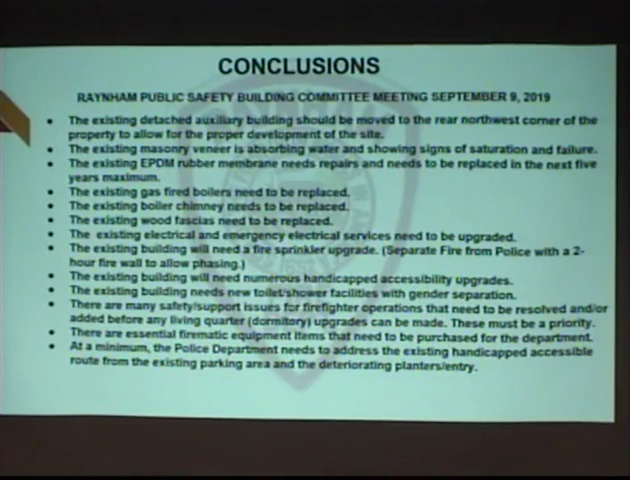 CONCLUSIONS
RAYNHAM PUBLIC SAFETY BUILDING COMMITTEE MEETING SEPTEMBER 9, 2019
• The existing detached auxiliary building should be moved to the rear northwest corner of the
property to allow for the proper development of the site.
• The existing masonry veneer is absorbing water and showing signs of saturation and failure.
• The existing EPDM rubber membrane needs repairs and needs to be replaced in the next five
years maximum.
• The existing gas fired boilers need to be replaced.
• The existing boiler chimney needs to be replaced.
• The existing wood fascias need to be replaced.
• The existing electrical and emergency electrical services need to be upgraded.
• The existing building will need a fire sprinkler upgrade. (Separate Fire from Police with a 2-
hour fire wall to allow phasing.)
• The existing building will need numerous handicapped accessibility upgrades.
• The existing building needs new toilet/shower facilities with gender separation.
• There are many safety/support issues for firefighter operations that need to be resolved and/or
added before any living quarter (dormitory) upgrades can be made. These must be a priority.
• There are essential firematic equipment items that need to be purchased for the department.
• At a minimum, the Police Department needs to address the existing handicapped accessible
route from the existing parking area and the deteriorating planters/entry.